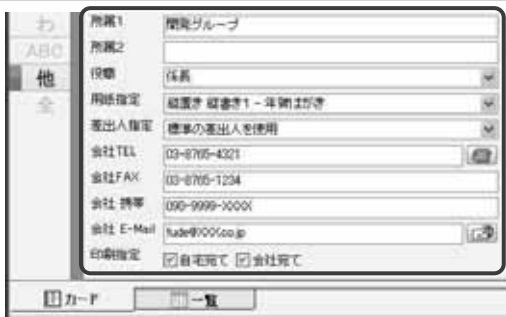 わ
ABC
他
全
所属1 開発グループ
所属2
役職 係長
用紙指定 縦置き 縦書き1 - 年賀はがき
差出人指定 標準の差出人を使用
会社TEL 03-8765-4321
会社FAX 03-8765-1234
会社 携帯 090-9999-XXXX
会社 E-Mail fude@XXX.co.jp
印刷指定 自宅宛て 会社宛て
カード 一覧